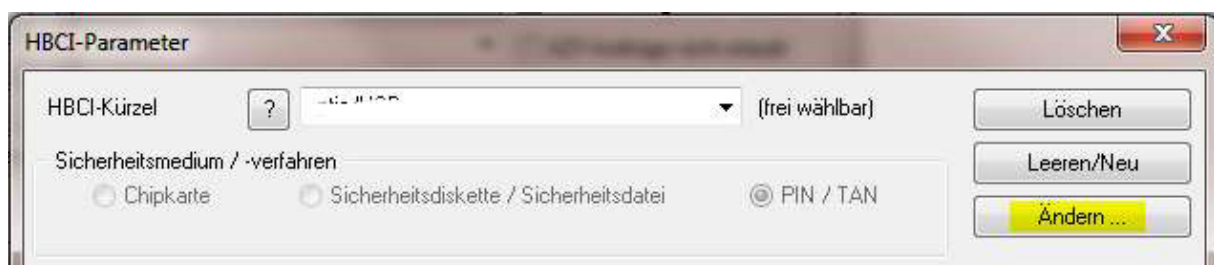 HBCI-Parameter
HBCI-Kürzel ? (frei wählbar) Löschen
Sicherheitsmedium / -verfahren Leeren/Neu
Chipkarte Sicherheitsdiskette / Sicherheitsdatei PIN / TAN Ändern ...